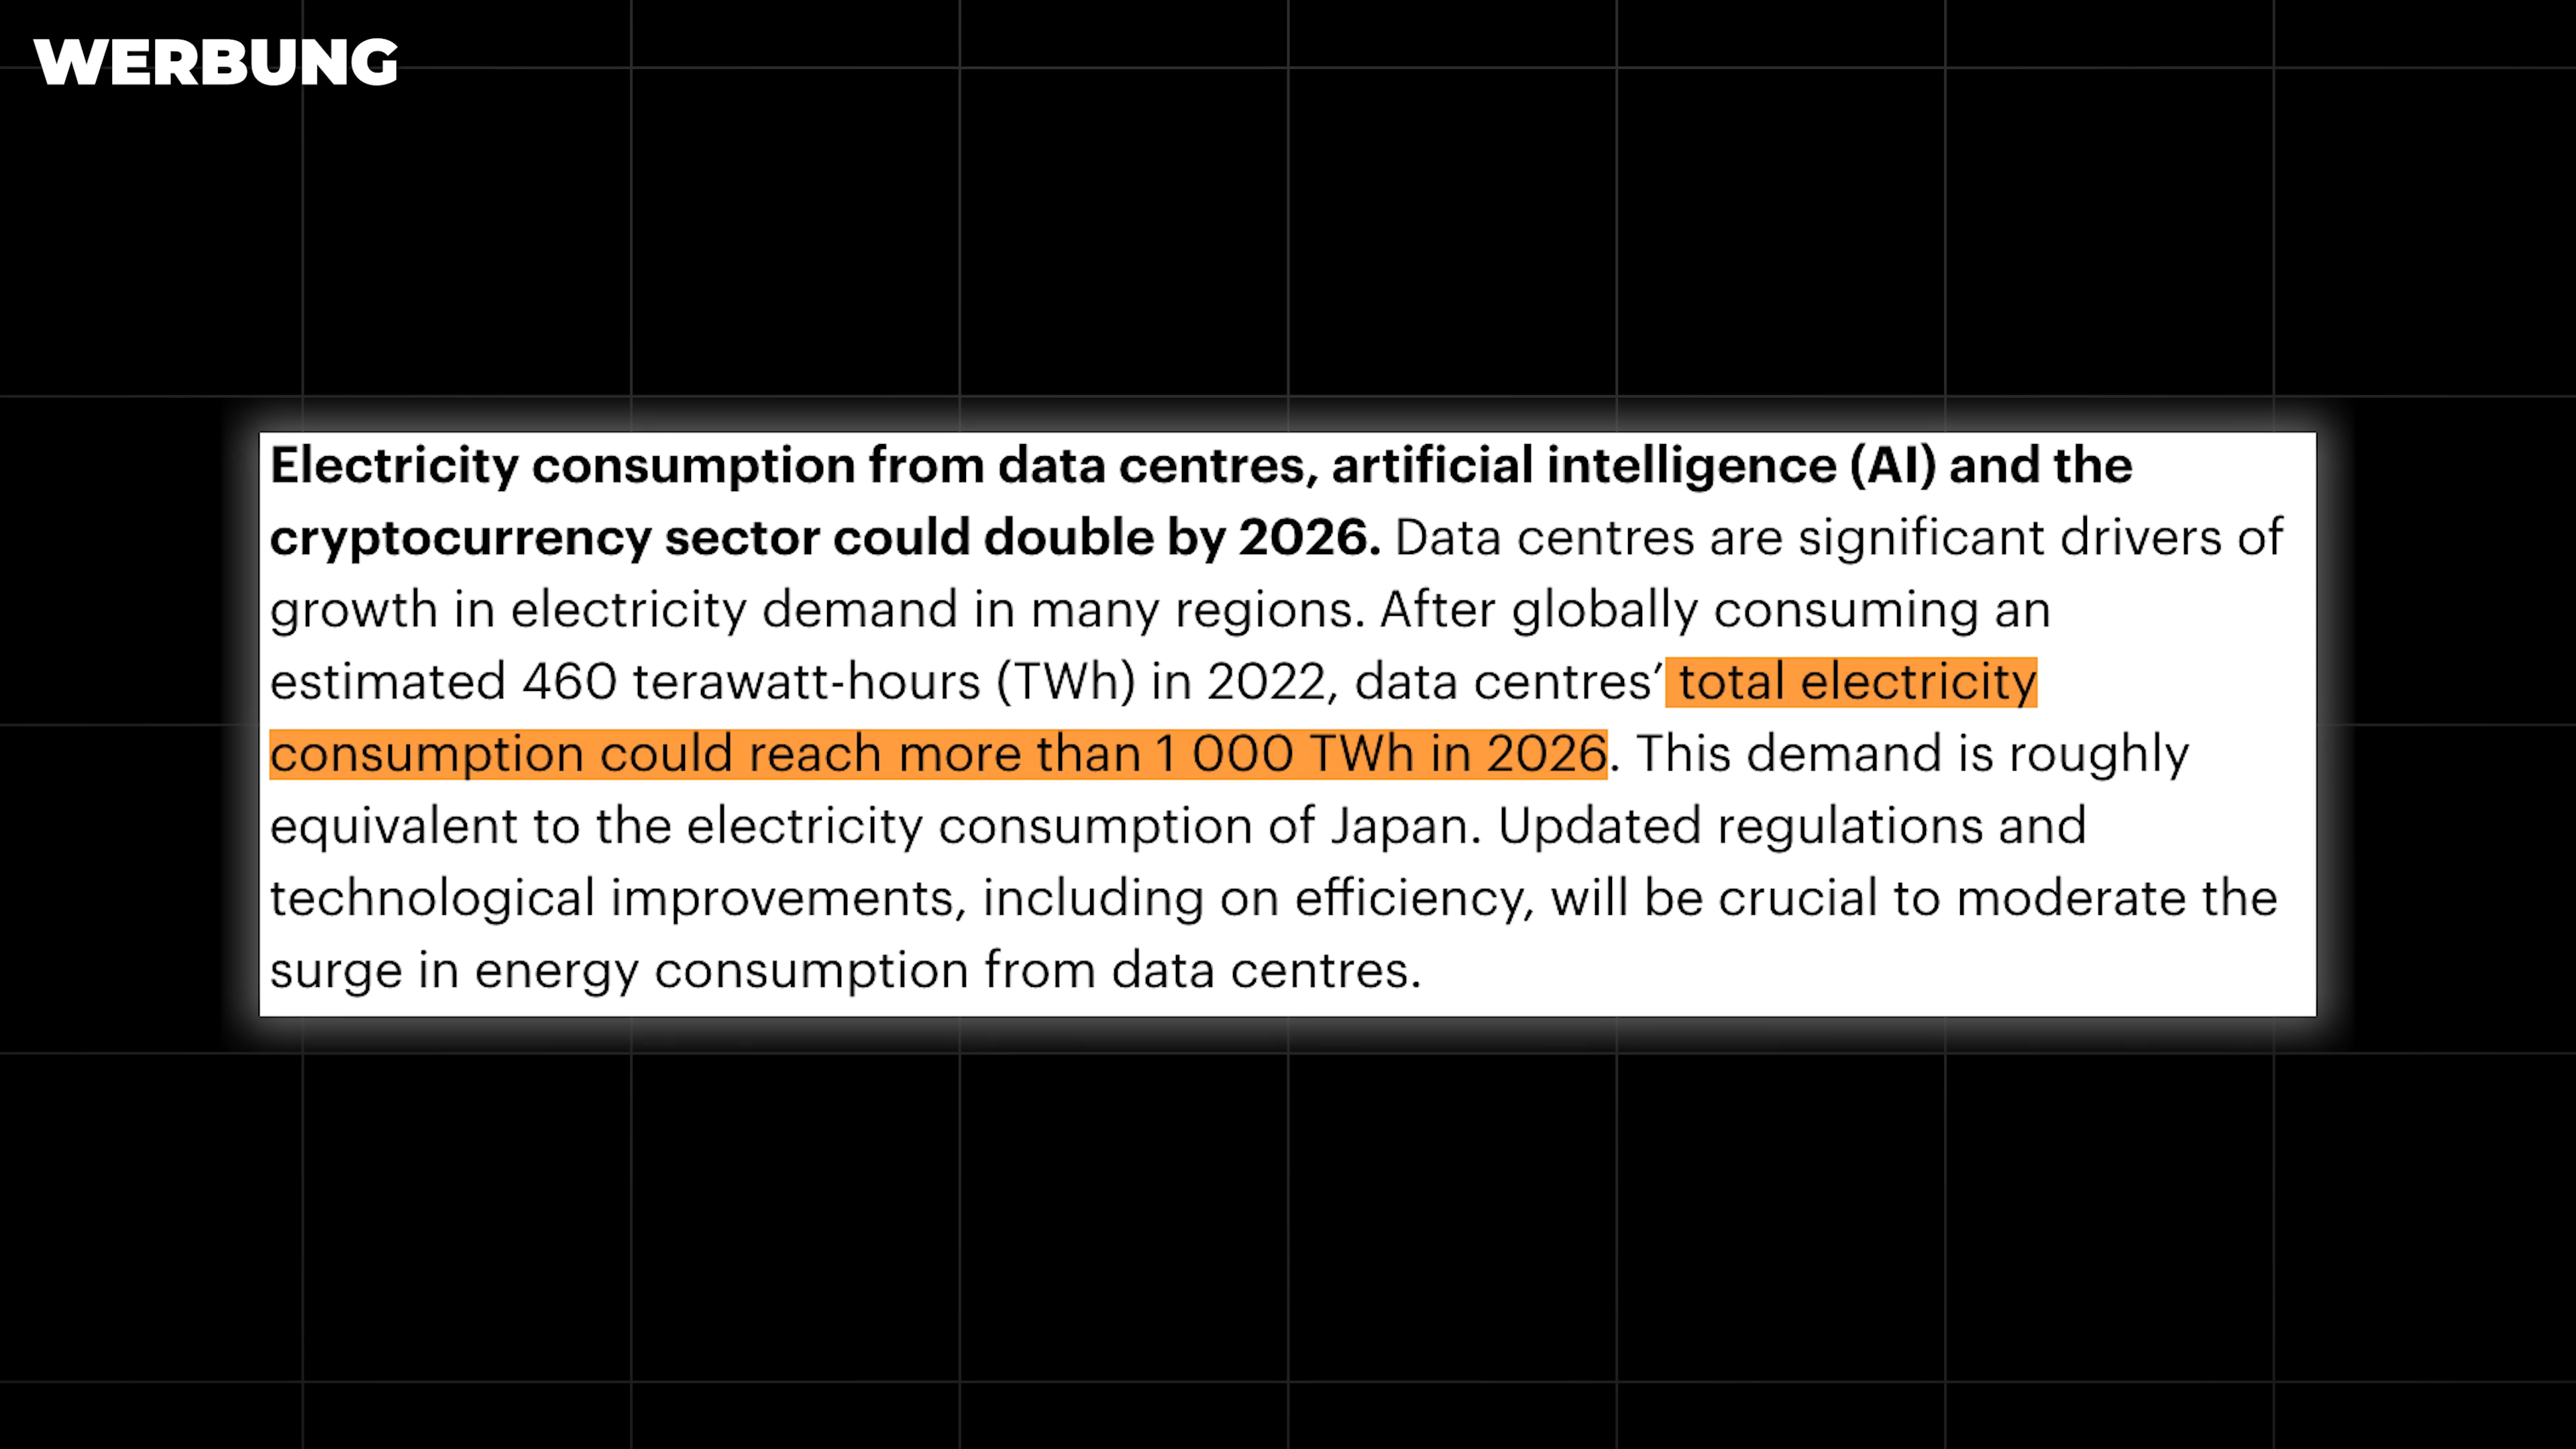 WERBUNG
Electricity consumption from data centres, artificial intelligence (AI) and the
cryptocurrency sector could double by 2026. Data centres are significant drivers of
growth in electricity demand in many regions. After globally consuming an
estimated 460 terawatt-hours (TWh) in 2022, data centres’ total electricity
consumption could reach more than 1 000 TWh in 2026. This demand is roughly
equivalent to the electricity consumption of Japan. Updated regulations and
technological improvements, including on efficiency, will be crucial to moderate the
surge in energy consumption from data centres.